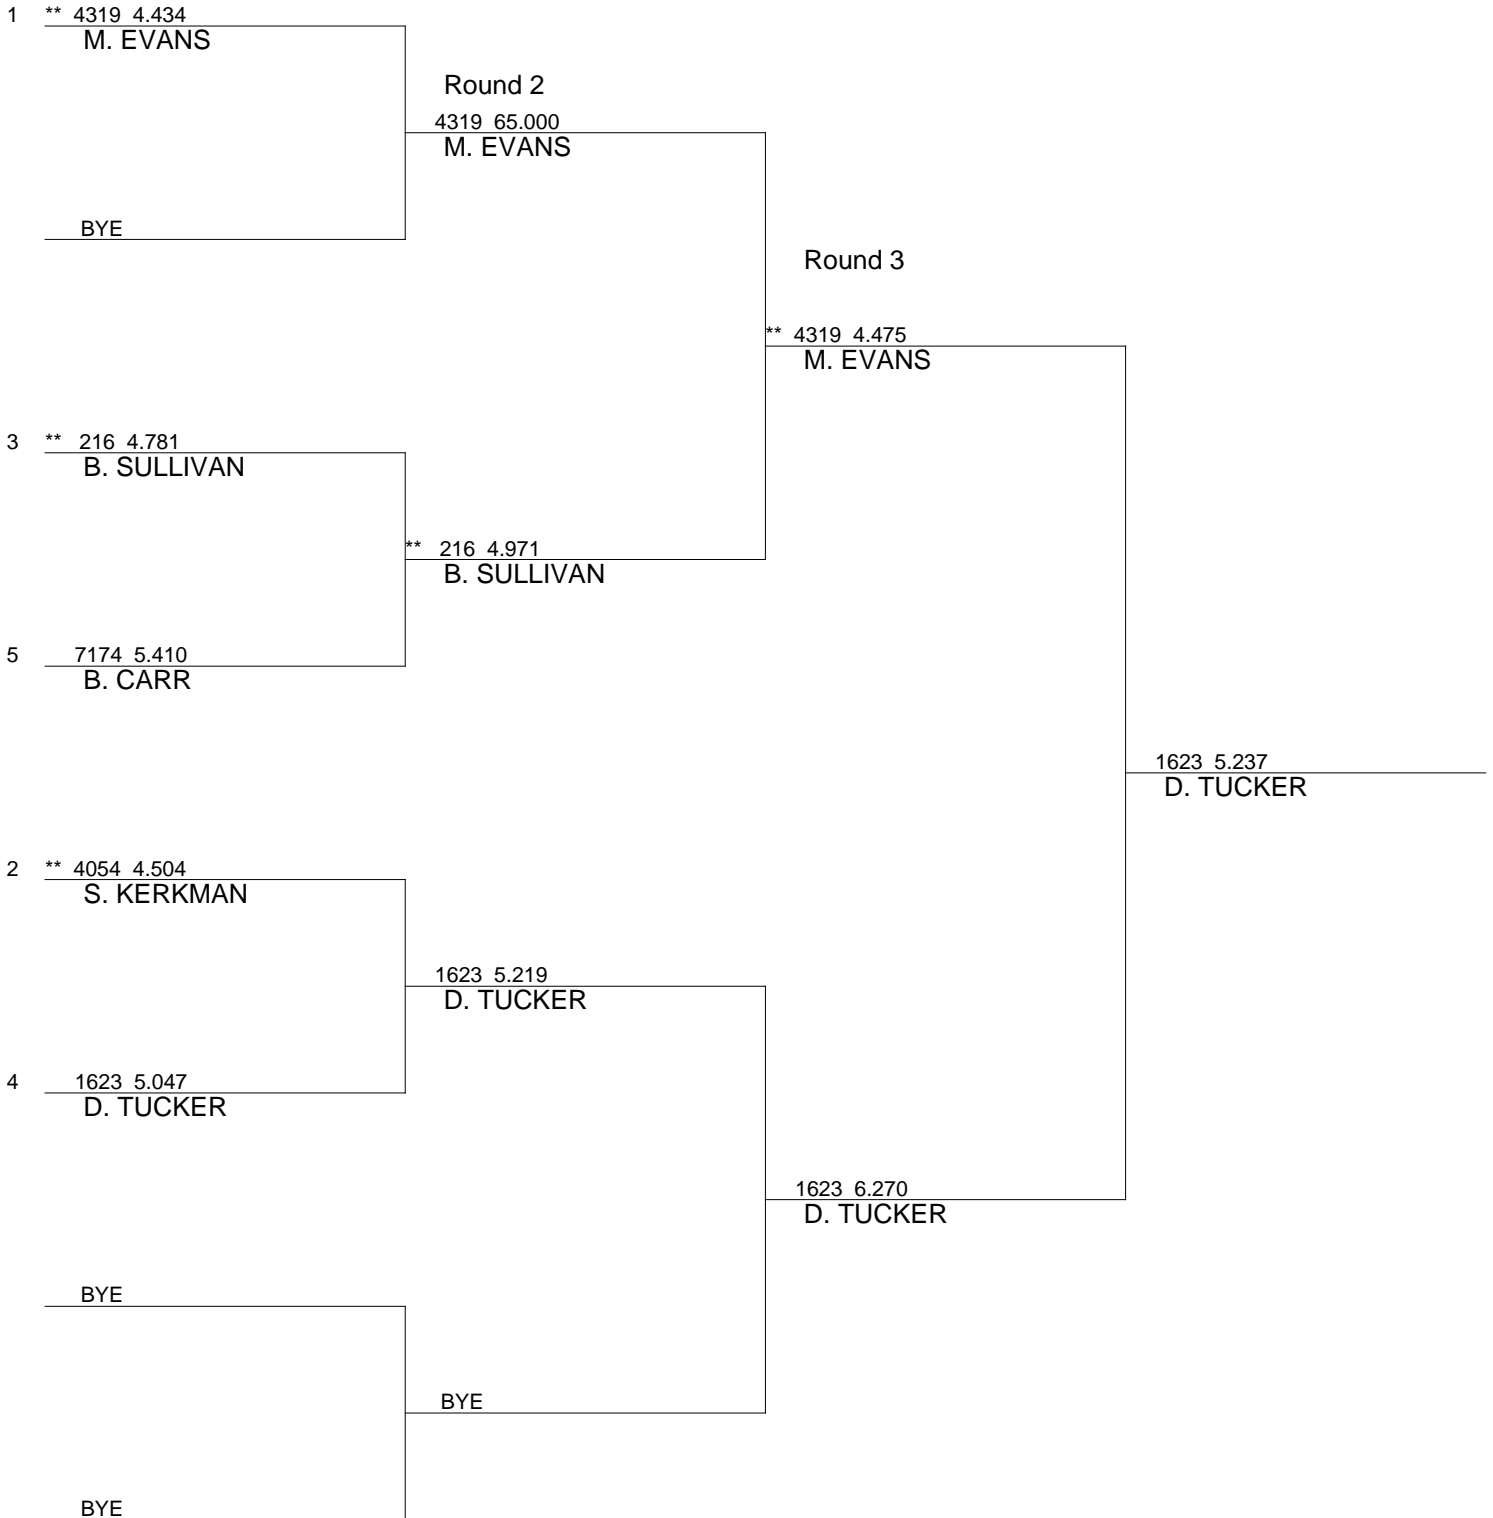 1 ** 4319 4.434
M. EVANS
Round 2
4319 65.000
M. EVANS
BYE
Round 3
** 4319 4.475
M. EVANS
3 ** 216 4.781
B. SULLIVAN
** 216 4.971
B. SULLIVAN
5 7174 5.410
B. CARR
1623 5.237
D. TUCKER
2 ** 4054 4.504
S. KERKMAN
1623 5.219
D. TUCKER
4 1623 5.047
D. TUCKER
1623 6.270
D. TUCKER
BYE
BYE
BYE